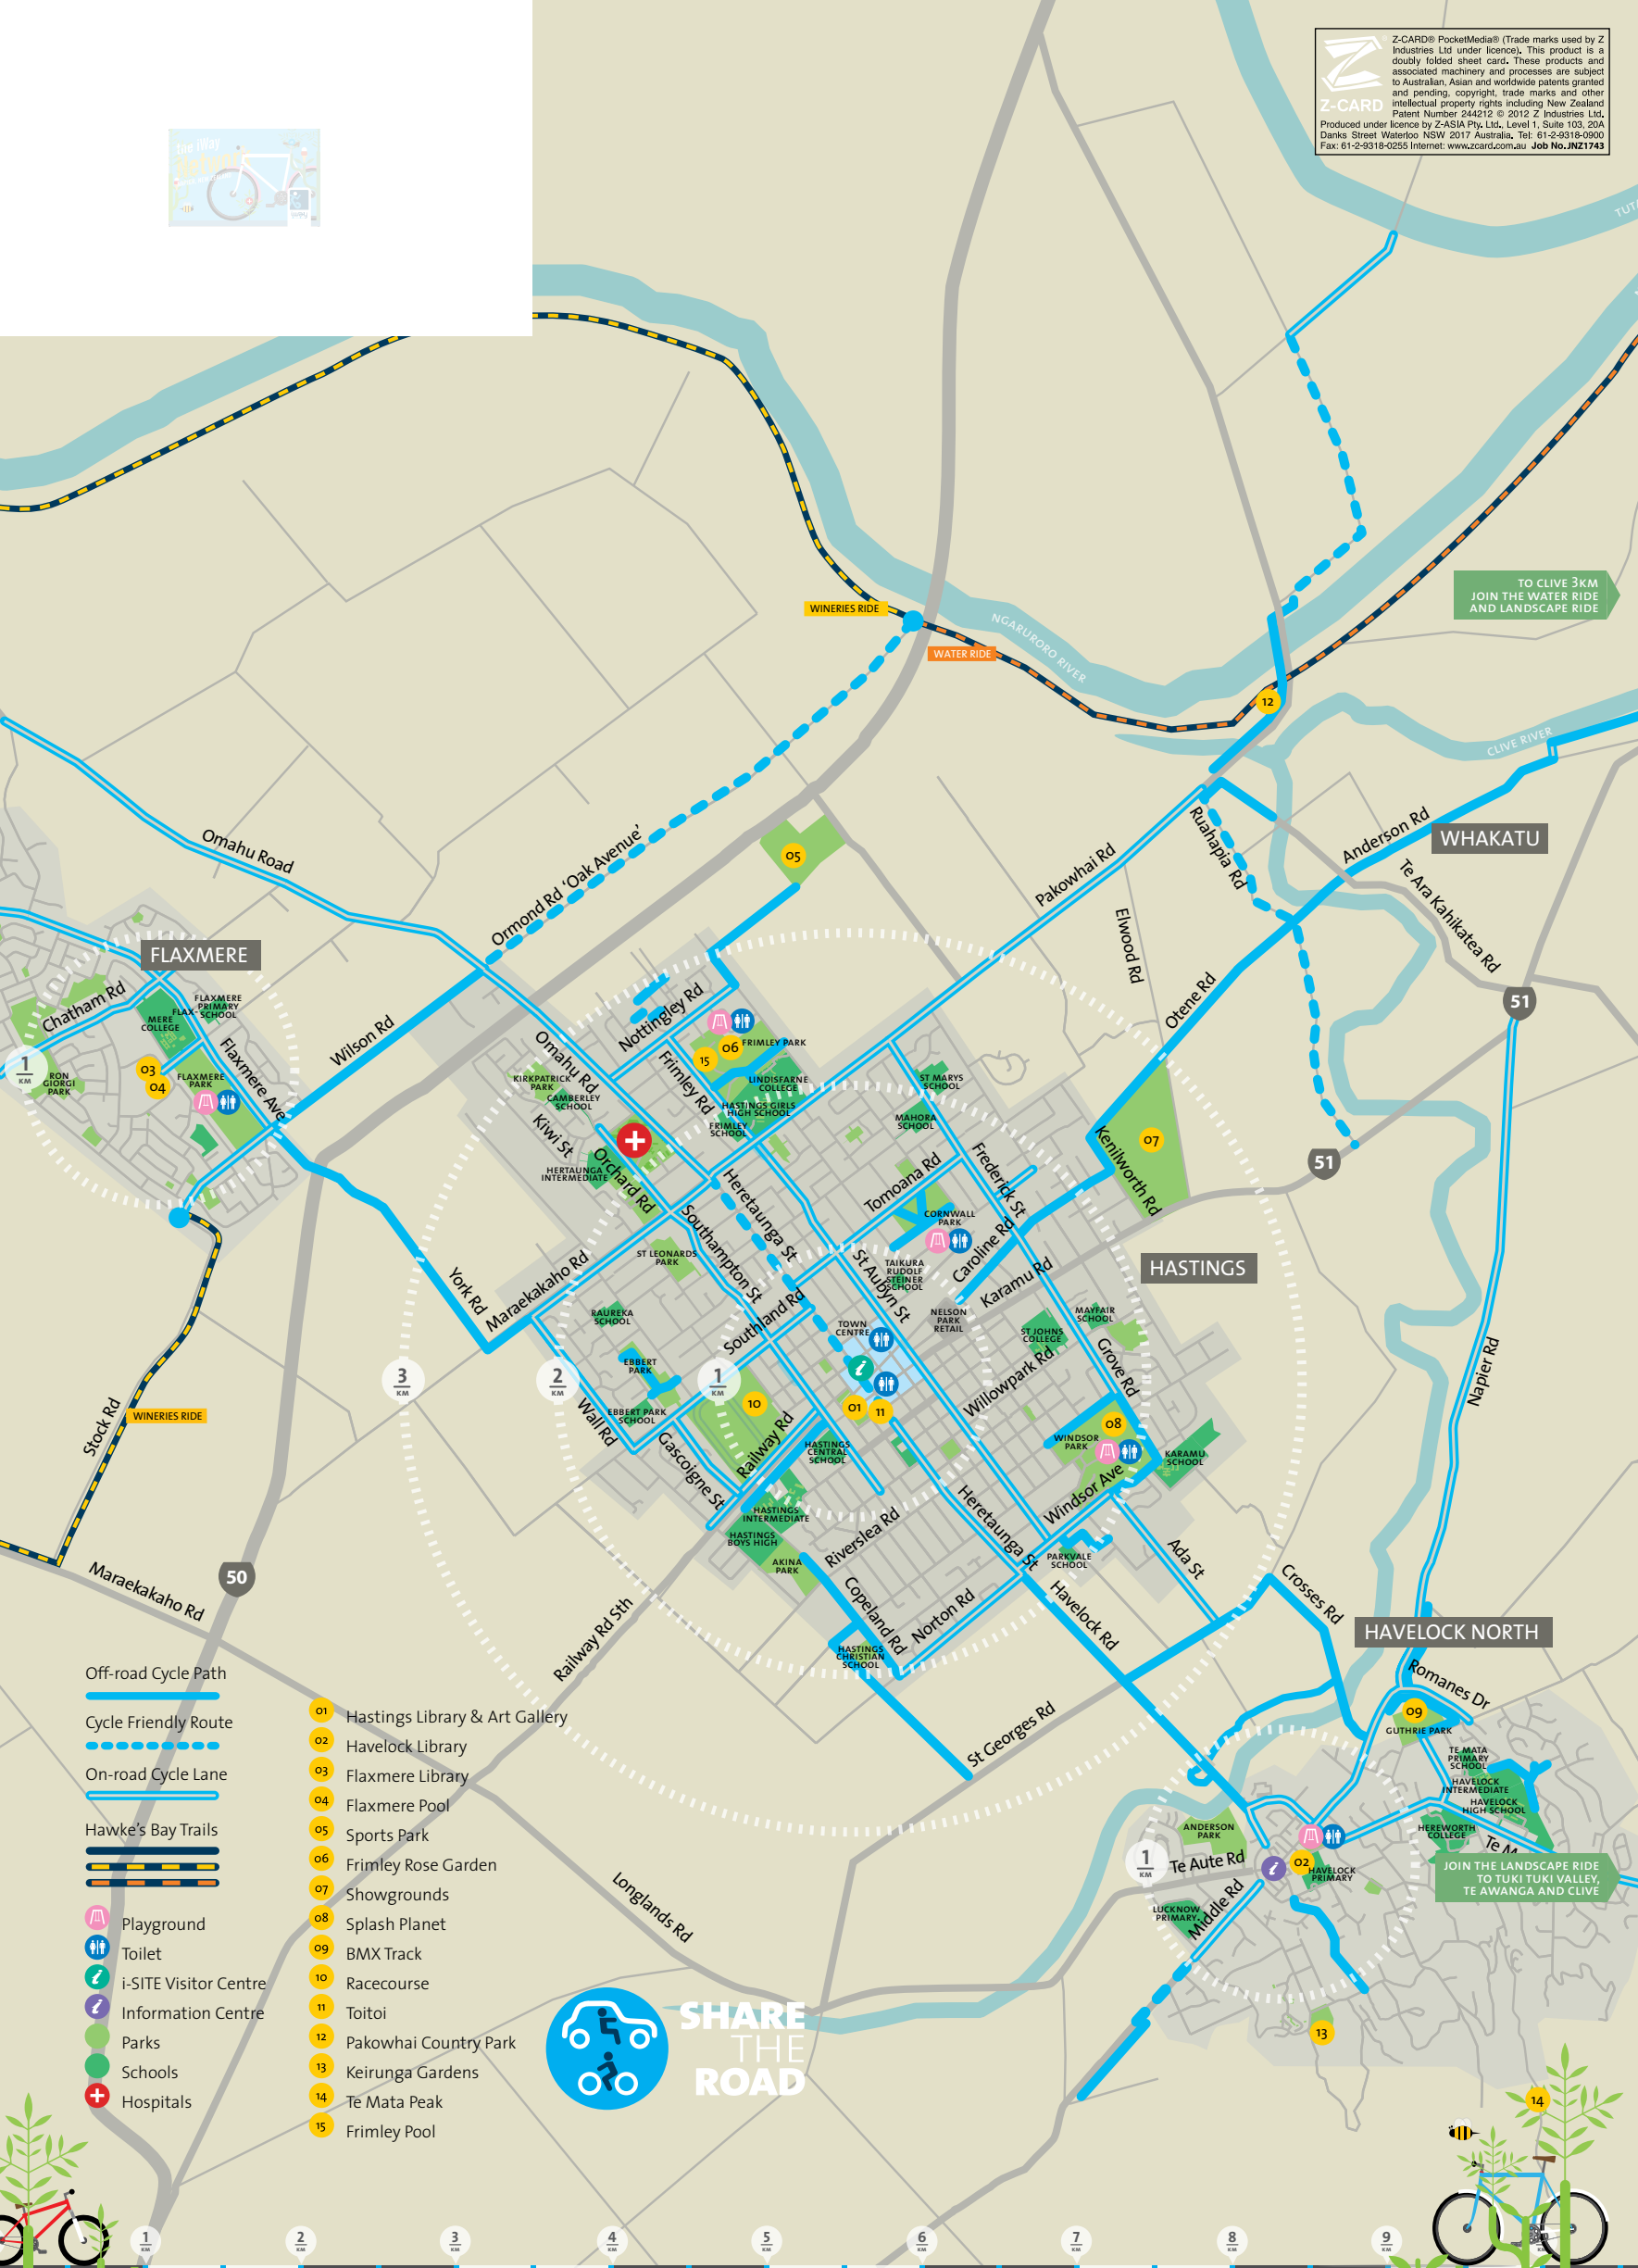 Z-CARD® PocketMedia® (Trade marks used by Z
Industries Ltd under licence). This product is a
doubly folded sheet card. These products and
associated machinery and processes are subject
to Australian, Asian and worldwide patents granted
and pending, copyright, trade marks and other
intellectual property rights including New Zealand
Patent Number 244212 © 2012 Z Industries Ltd.
Produced under licence by Z-ASIA Pty. Ltd., Level 1, Suite 103, 20A
Danks Street Waterloo NSW 2017 Australia. Tel: 61-2-9318-0900
Fax: 61-2-9318-0255 Internet: www.zcard.com.au Job No. JNZ1743
Z-CARD
the iWay
TUT
TO CLIVE 3KM
JOIN THE WATER RIDE
AND LANDSCAPE RIDE
WINERIES RIDE
WATER RIDE
NGARURORO RIVER
12
CLIVE RIVER
Omahu Road
Ormond Rd 'Oak Avenue'
05
Pakowhai Rd
Ruahapia Rd
Anderson Rd
WHAKATU
Te Ara Kahikatea Rd
Elwood Rd
Otene Rd
51
FLAXMERE
Chatham Rd
FLAXMERE
PRIMARY
SCHOOL
FLAX-
MERE
COLLEGE
Flaxmere Ave
Wilson Rd
1
KM
RON
GIORGI
PARK
03
04
FLAXMERE
PARK
Omahu Rd
Nottingley Rd
Frimley Rd
06
15
FRIMLEY PARK
LINDISFARNE
COLLEGE
HASTINGS GIRLS
HIGH SCHOOL
FRIMLEY
SCHOOL
KIRKPATRICK
PARK
CAMBERLEY
SCHOOL
Kiwi St
HERTAUNGA
INTERMEDIATE
Orchard Rd
ST MARYS
SCHOOL
MAHORA
SCHOOL
07
Kenilworth Rd
51
Frederick St
Tomoana Rd
CORNWALL
PARK
Caroline Rd
Karamu Rd
HASTINGS
Heretaunga St
Southampton St
ST LEONARDS
PARK
St Aubyn St
TAIKURA
RUDOLF
STEINER
SCHOOL
NELSON
PARK
RETAIL
York Rd
Maraekakaho Rd
RAUREKA
SCHOOL
Southland Rd
TOWN
CENTRE
ST JOHNS
COLLEGE
MAYFAIR
SCHOOL
Grove Rd
Willowpark Rd
EBBERT
PARK
EBBERT PARK
SCHOOL
3
KM
2
KM
1
KM
10
01
11
08
WINDSOR
PARK
KARAMU
SCHOOL
Windsor Ave
Napier Rd
Stock Rd
WINERIES RIDE
Wall Rd
Gascoigne St
Railway Rd
HASTINGS
CENTRAL
SCHOOL
HASTINGS
INTERMEDIATE
HASTINGS
BOYS HIGH
AKINA
PARK
Riverslea Rd
Heretaunga St
PARKVALE
SCHOOL
Ada St
Maraekakaho Rd
50
Railway Rd Sth
Copeland Rd
Norton Rd
HASTINGS
CHRISTIAN
SCHOOL
Havelock Rd
Crosses Rd
HAVELOCK NORTH
Romanes Dr
St Georges Rd
09
GUTHRIE PARK
TE MATA
PRIMARY
SCHOOL
HAVELOCK
INTERMEDIATE
HAVELOCK
HIGH SCHOOL
HEREWORTH
COLLEGE
Te M
JOIN THE LANDSCAPE RIDE
TO TUKI TUKI VALLEY,
TE AWANGA AND CLIVE
ANDERSON
PARK
1
KM
Te Aute Rd
02
HAVELOCK
PRIMARY
LUCKNOW
PRIMARY
Middle Rd
13
14
Longlands Rd
Off-road Cycle Path
Cycle Friendly Route
On-road Cycle Lane
Hawke's Bay Trails
Playground
Toilet
i-SITE Visitor Centre
Information Centre
Parks
Schools
Hospitals
01 Hastings Library & Art Gallery
02 Havelock Library
03 Flaxmere Library
04 Flaxmere Pool
05 Sports Park
06 Frimley Rose Garden
07 Showgrounds
08 Splash Planet
09 BMX Track
10 Racecourse
11 Toitoi
12 Pakowhai Country Park
13 Keirunga Gardens
14 Te Mata Peak
15 Frimley Pool
SHARE
THE
ROAD
1 KM
2 KM
3 KM
4 KM
5 KM
6 KM
7 KM
8 KM
9 KM